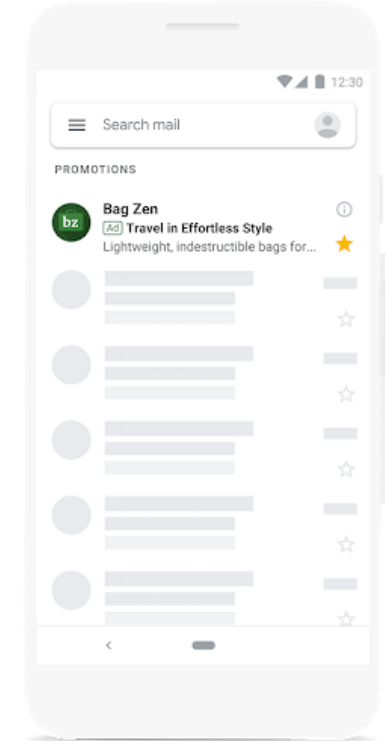 12:30
Search mail
PROMOTIONS
Bag Zen
bz
Ad Travel in Effortless Style
Lightweight, indestructible bags for...